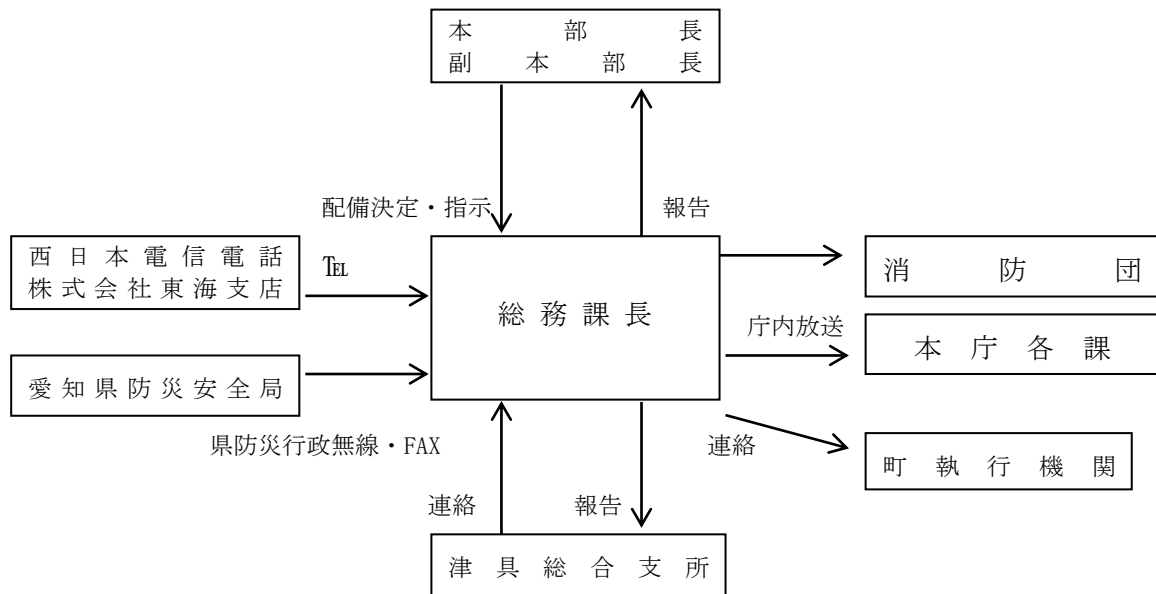 本部長
副本部長
配備決定・指示
報告
西日本電信電話
株式会社東海支店
℡
総務課長
消防団
庁内放送
本庁各課
愛知県防災安全局
県防災行政無線・FAX
連絡
町執行機関
連絡
報告
津具総合支所